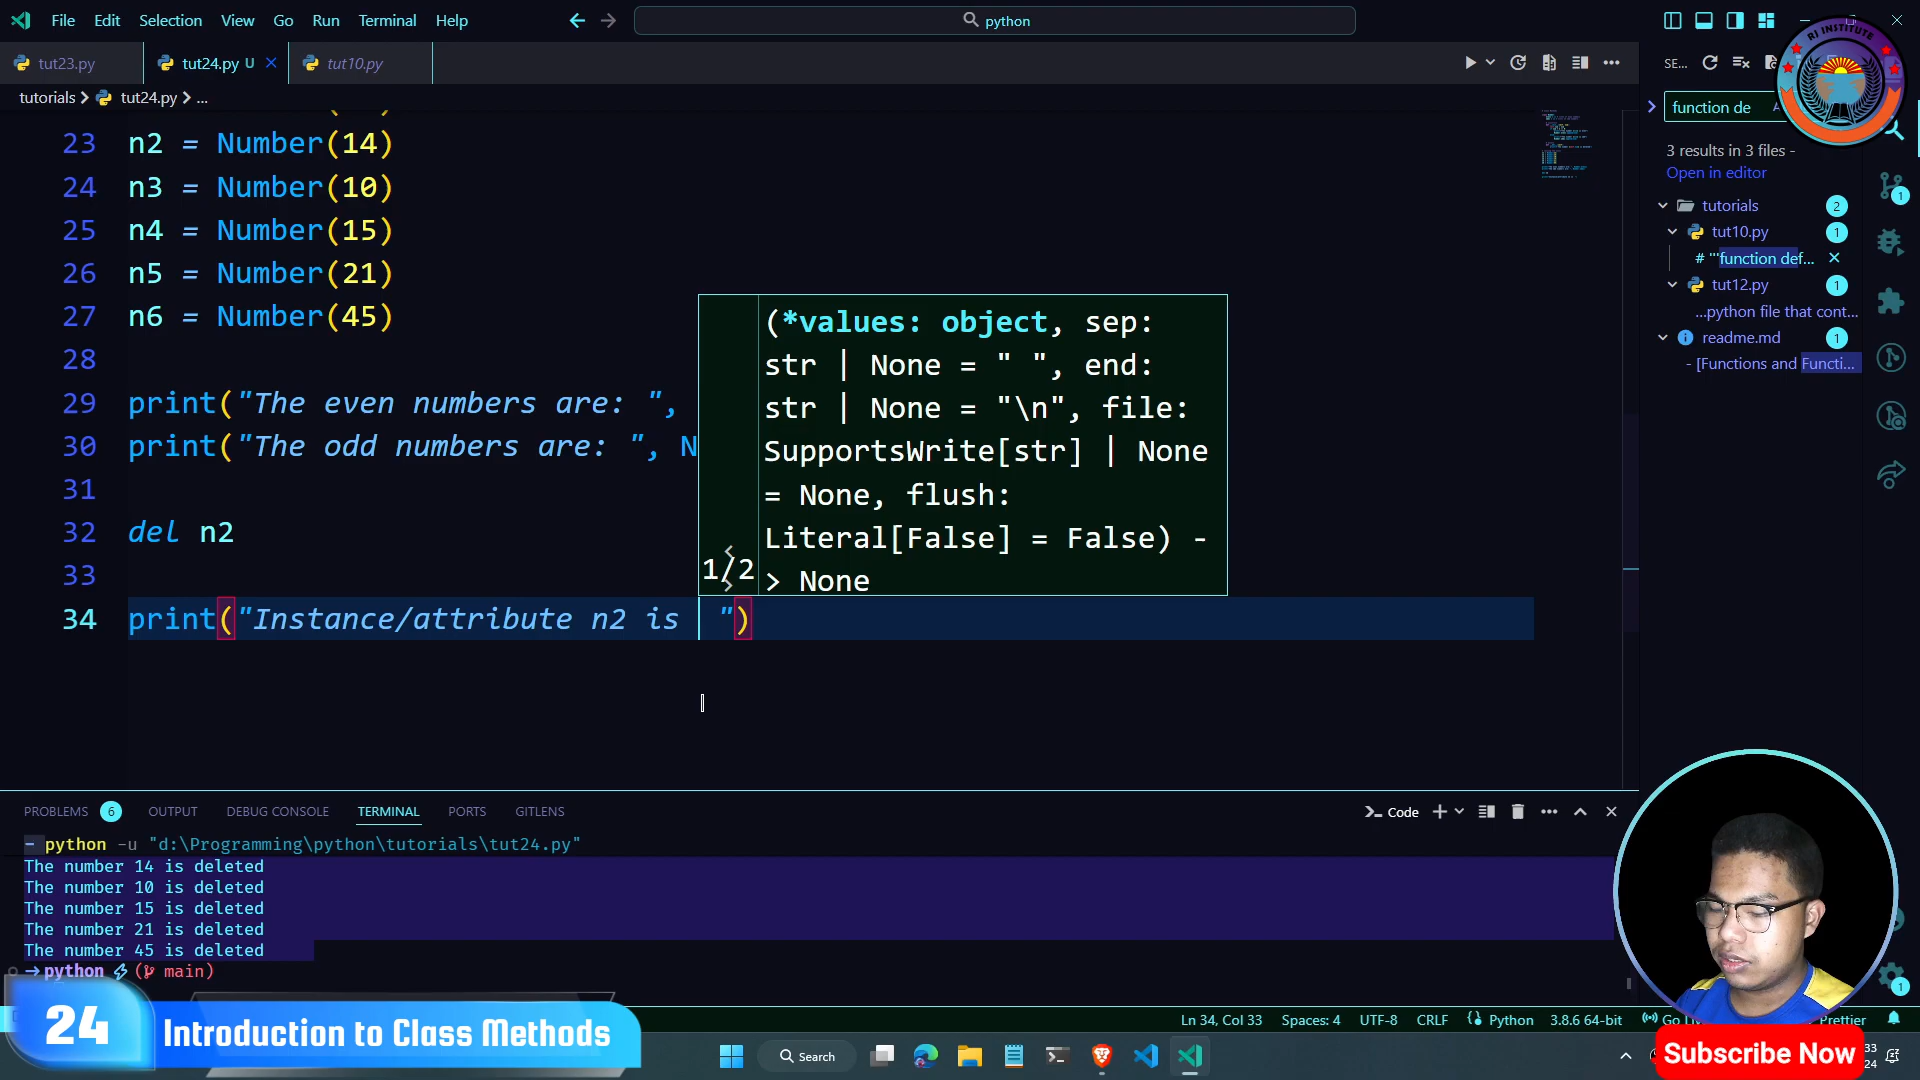 File Edit Selection View Go Run Terminal Help
python
tut23.py
tut24.py U
tut10.py
tutorials > tut24.py > ...
23 n2 = Number(14)
24 n3 = Number(10)
25 n4 = Number(15)
26 n5 = Number(21)
27 n6 = Number(45)
28
29 print("The even numbers are: ",
30 print("The odd numbers are: ", N
31
32 del n2
33
34 print("Instance/attribute n2 is  ")
(*values: object, sep:
str | None = " ", end:
str | None = "\n", file:
SupportsWrite[str] | None
= None, flush:
Literal[False] = False) -
> None
1/2
SE...
RI INSTITUTE
function de
3 results in 3 files -
Open in editor
tutorials 2
tut10.py 1
# '''function def...
tut12.py 1
...python file that cont...
readme.md 1
- [Functions and Functi...
1
PROBLEMS 6 OUTPUT DEBUG CONSOLE TERMINAL PORTS GITLENS
Code
- python -u "d:\Programming\python\tutorials\tut24.py"
The number 14 is deleted
The number 10 is deleted
The number 15 is deleted
The number 21 is deleted
The number 45 is deleted
→ python (main)
24 Introduction to Class Methods
Ln 34, Col 33 Spaces: 4 UTF-8 CRLF Python 3.8.6 64-bit
Prettier
1
Search
Subscribe Now